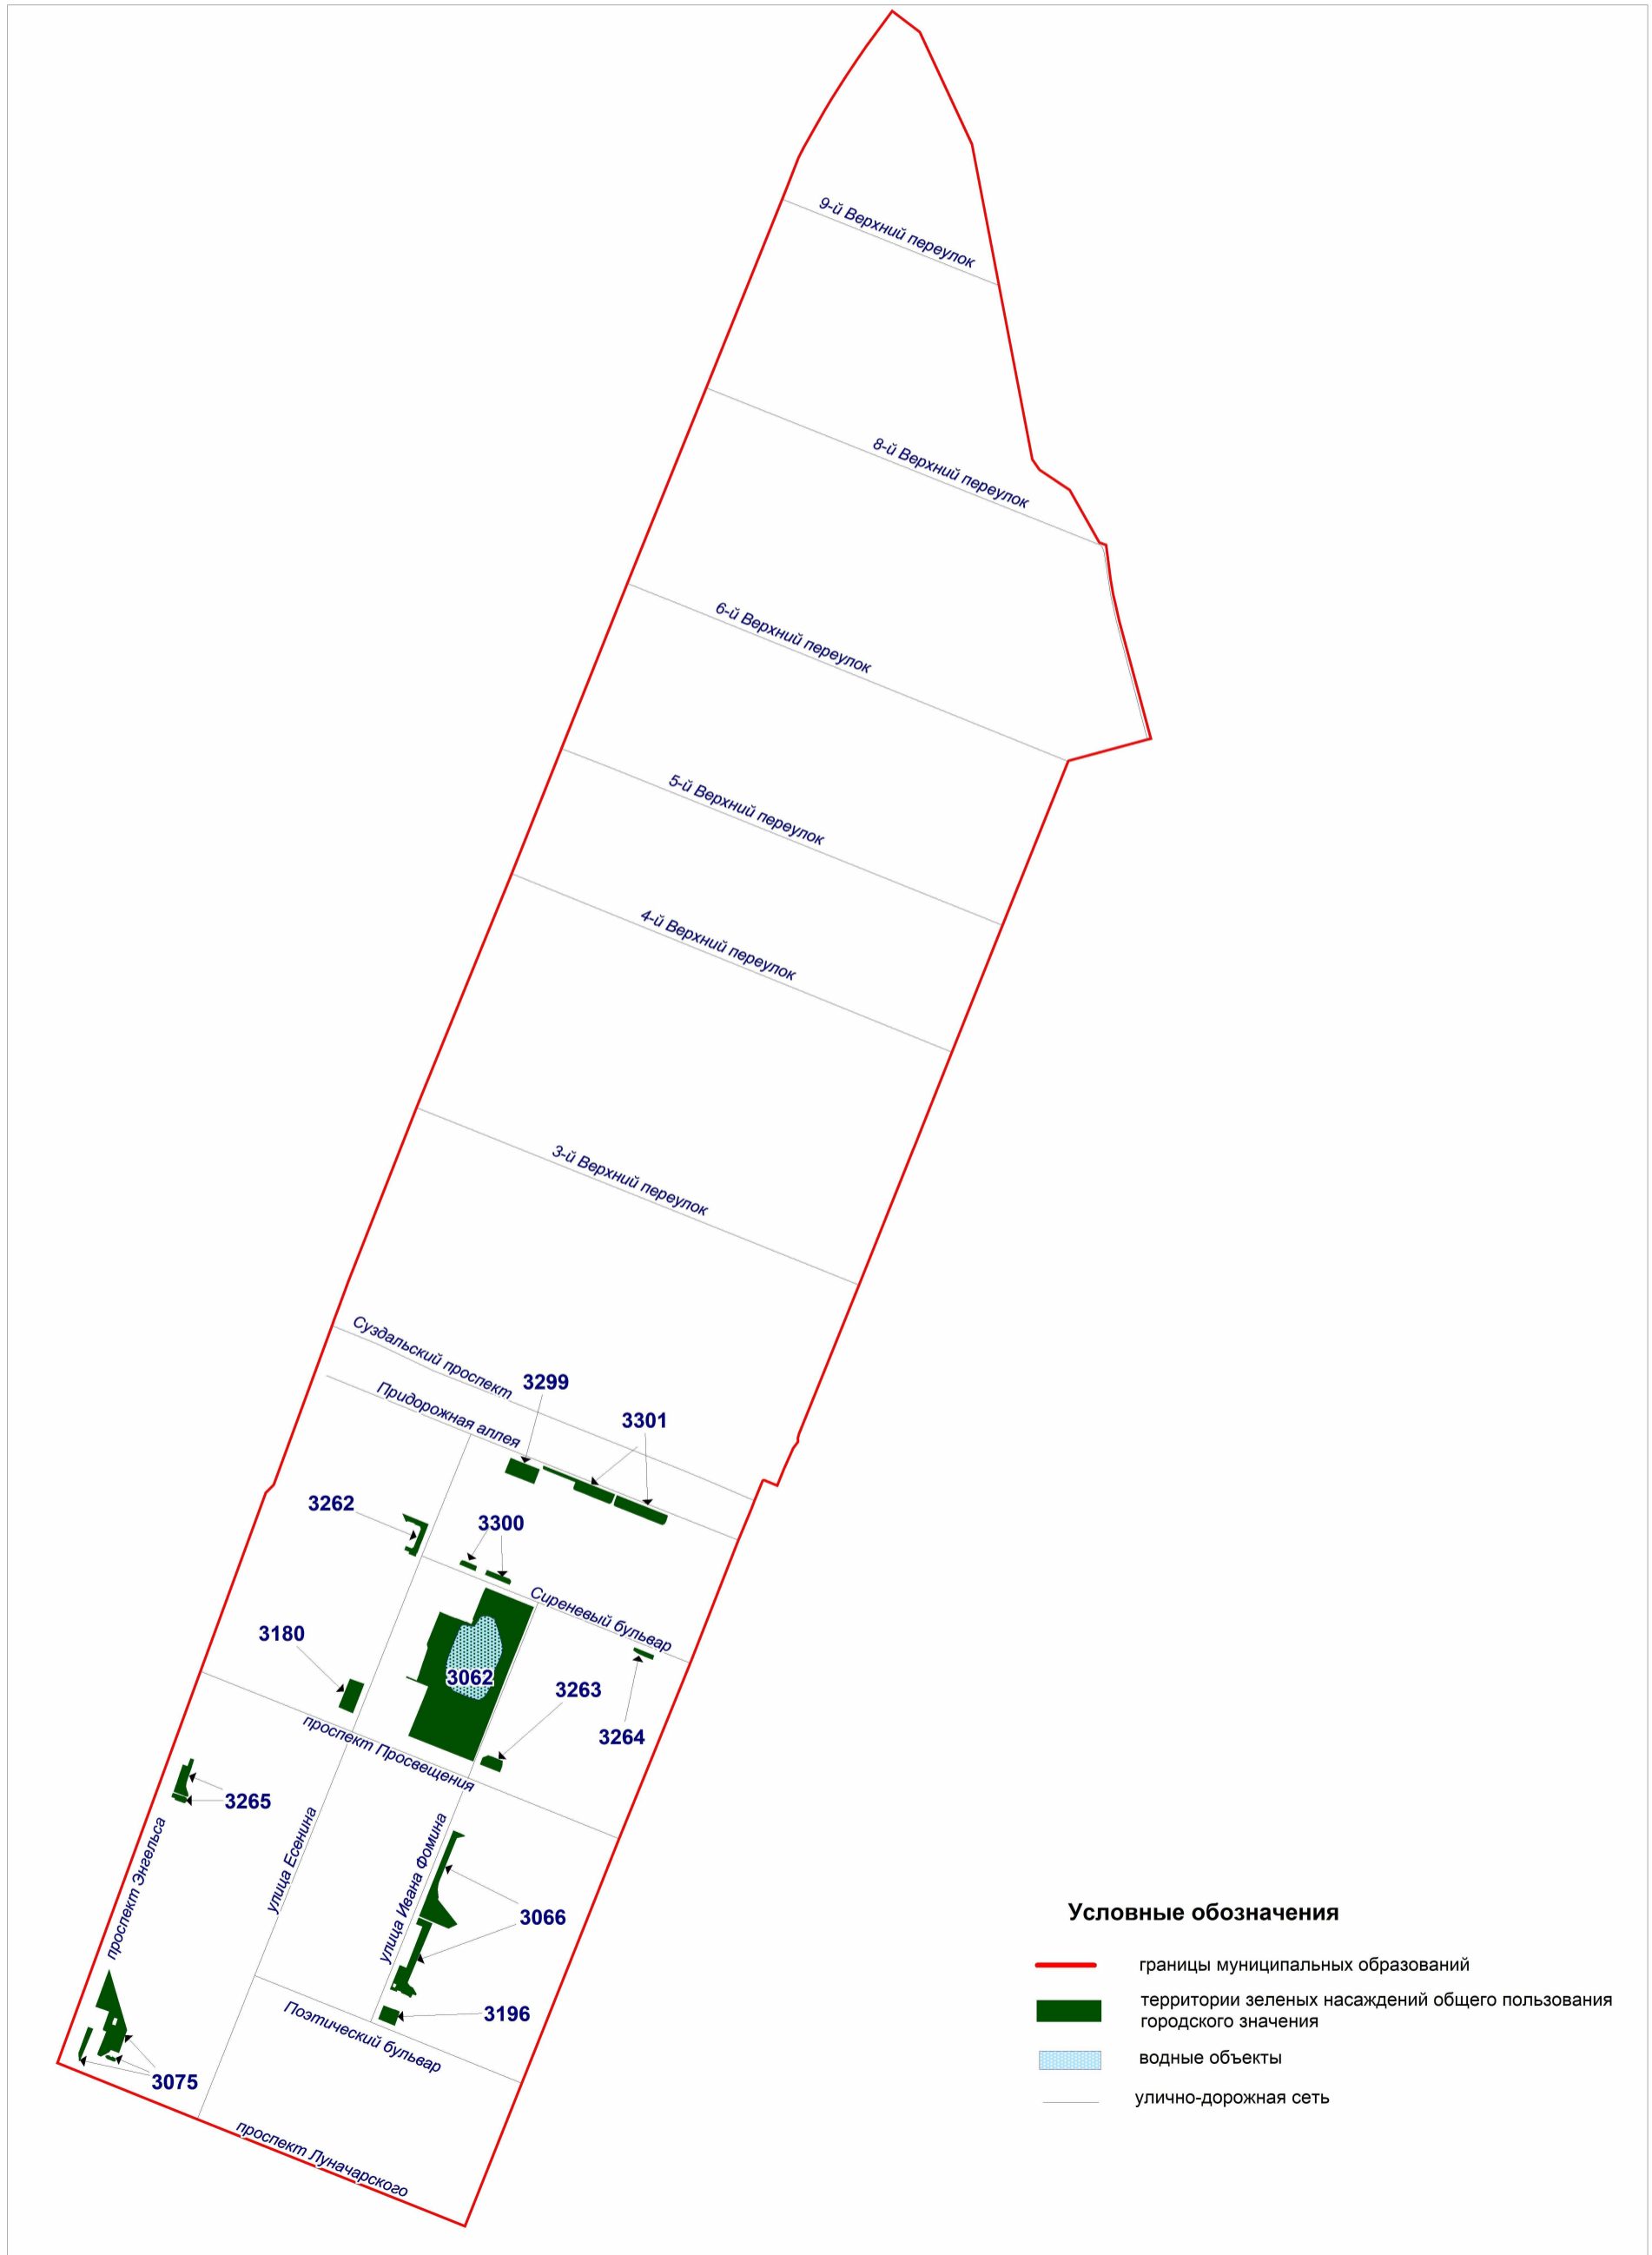 9-й Верхний переулок
8-й Верхний переулок
6-й Верхний переулок
5-й Верхний переулок
4-й Верхний переулок
3-й Верхний переулок
Суздальский проспект
3299
Придорожная аллея
3301
3262
3300
Сиреневый бульвар
3180
3062
3263
3264
проспект Просвещения
3265
улица Есенина
улица Ивана Фомина
проспект Энгельса
3066
3196
Поэтический бульвар
3075
проспект Луначарского
Условные обозначения
границы муниципальных образований
территории зеленых насаждений общего пользования
городского значения
водные объекты
улично-дорожная сеть